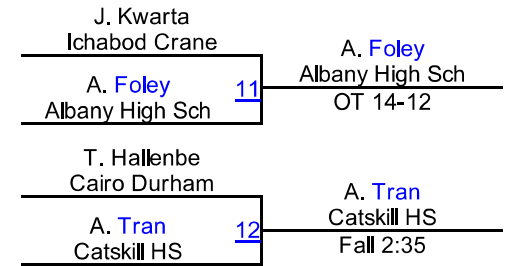 J. Kwarta
Ichabod Crane
A. Foley
Albany High Sch
11
A. Foley
Albany High Sch
OT 14-12
T. Hallenbe
Cairo Durham
A. Tran
Catskill HS
12
A. Tran
Catskill HS
Fall 2:35